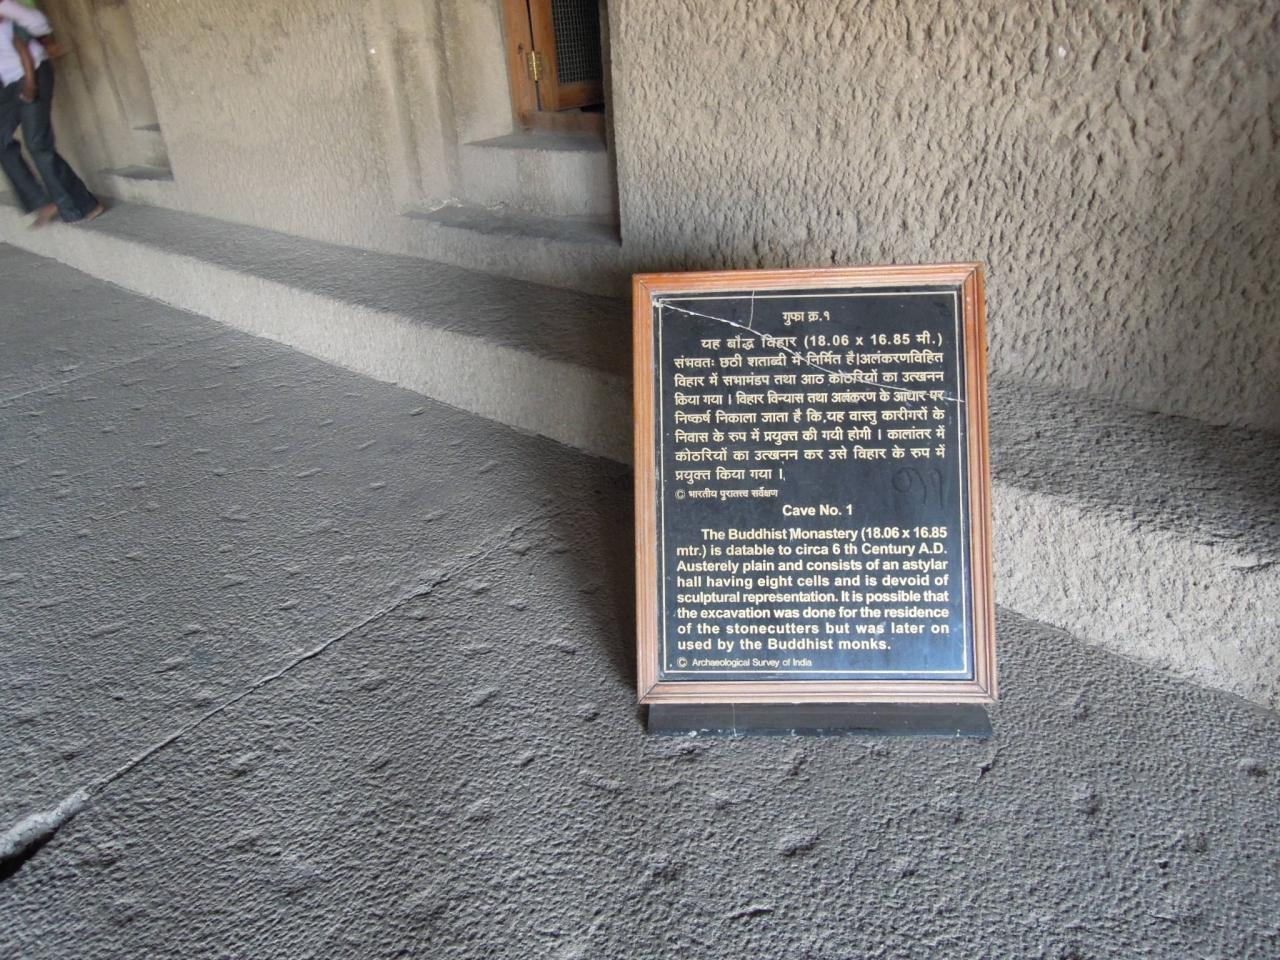 गुफा क्र.१
यह बौद्ध विहार (18.06 x 16.85 मी.)
संभवतः छठी शताब्दी में निर्मित है।अलंकरणविहित
विहार में सभामंडप तथा आठ कोठरियों का उत्खनन
किया गया । विहार विन्यास तथा अलंकरण के आधार पर
निष्कर्ष निकाला जाता है कि,यह वास्तु कारीगरों के
निवास के रुप में प्रयुक्त की गयी होगी । कालांतर में
कोठरियों का उत्खनन कर उसे विहार के रुप में
प्रयुक्त किया गया ।
© भारतीय पुरातत्त्व सर्वेक्षण
Cave No. 1
The Buddhist Monastery (18.06 x 16.85
mtr.) is datable to circa 6 th Century A.D.
Austerely plain and consists of an astylar
hall having eight cells and is devoid of
sculptural representation. It is possible that
the excavation was done for the residence
of the stonecutters but was later on
used by the Buddhist monks.
© Archaeological Survey of India